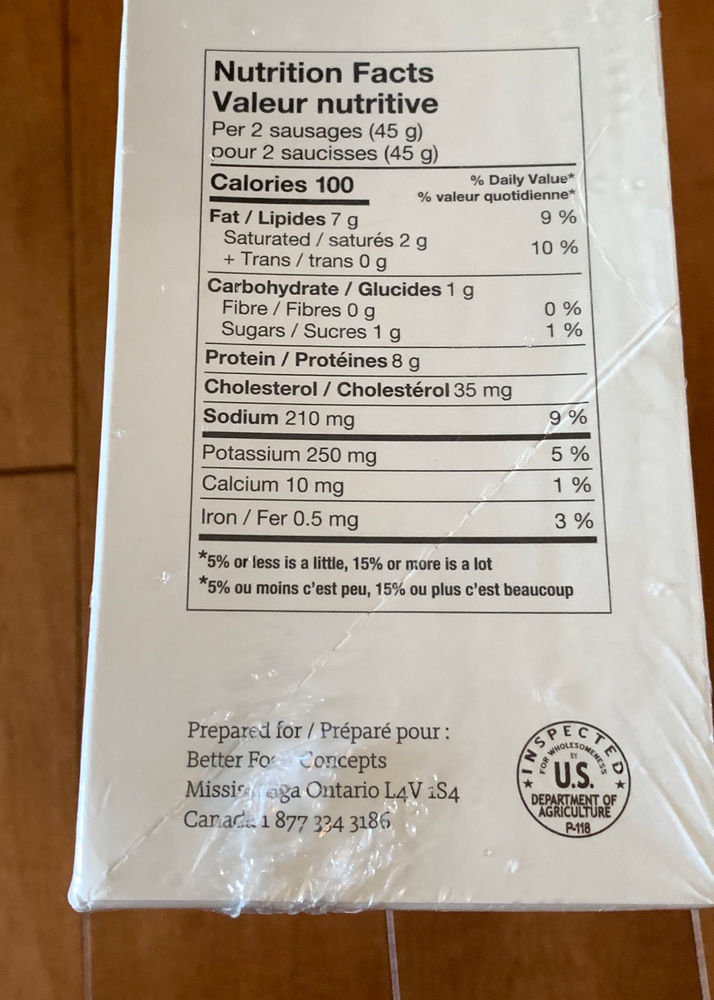 Nutrition Facts
Valeur nutritive
Per 2 sausages (45 g)
pour 2 saucisses (45 g)
Calories 100
% Daily Value*
% valeur quotidienne*
Fat / Lipides 7 g 9 %
Saturated / saturés 2 g
+ Trans / trans 0 g
10 %
Carbohydrate / Glucides 1 g
Fibre / Fibres 0 g 0 %
Sugars / Sucres 1 g 1 %
Protein / Protéines 8 g
Cholesterol / Cholestérol 35 mg
Sodium 210 mg 9 %
Potassium 250 mg 5 %
Calcium 10 mg 1 %
Iron / Fer 0.5 mg 3 %
*5% or less is a little, 15% or more is a lot
*5% ou moins c'est peu, 15% ou plus c'est beaucoup
Prepared for / Préparé pour :
Better Concepts
Ontario L4V 1S4
Canada 1 877 334 3186
INSPECTED
FOR WHOLESOMENESS
BY
U.S.
DEPARTMENT OF
AGRICULTURE
P-118